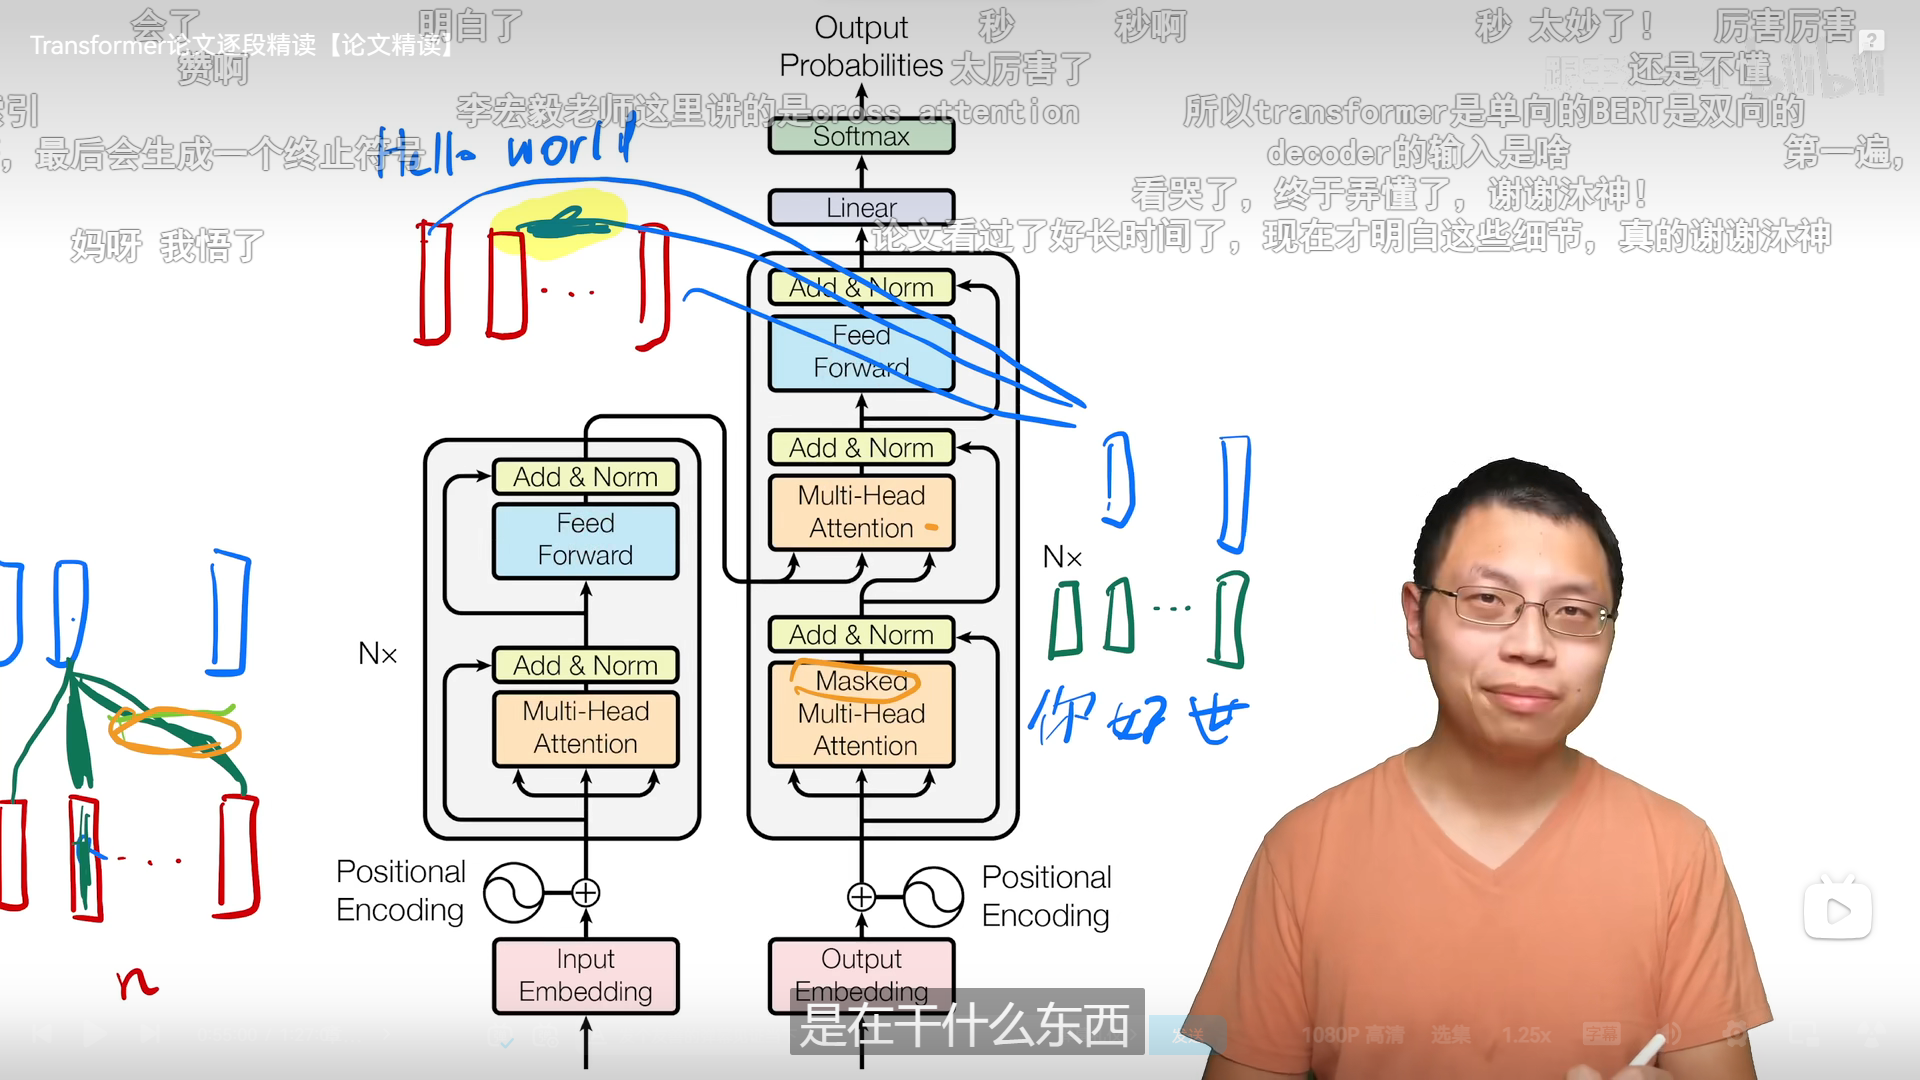 会了
明白了
秒
秒啊
秒 太妙了！
厉害厉害
Transformer论文逐段精读【论文精读】
赞啊
太厉害了
还是不懂
bilibili
索引
李宏毅老师这里讲的是cross attention
所以transformer是单向的BERT是双向的
，最后会生成一个终止符号
decoder的输入是啥
第一遍，
看哭了，终于弄懂了，谢谢沐神！
妈呀 我悟了
论文看过了好长时间了，现在才明白这些细节，真的谢谢沐神
Hello world
Output
Probabilities
Softmax
Linear
Add & Norm
Feed
Forward
Add & Norm
Multi-Head
Attention
Nx
Add & Norm
Masked
Multi-Head
Attention
你 好 世
Add & Norm
Feed
Forward
Nx
Add & Norm
Multi-Head
Attention
Positional
Encoding
Positional
Encoding
n
Input
Embedding
Output
Embedding
是在干什么东西
发送
1080P 高清
选集
1.25x
字幕